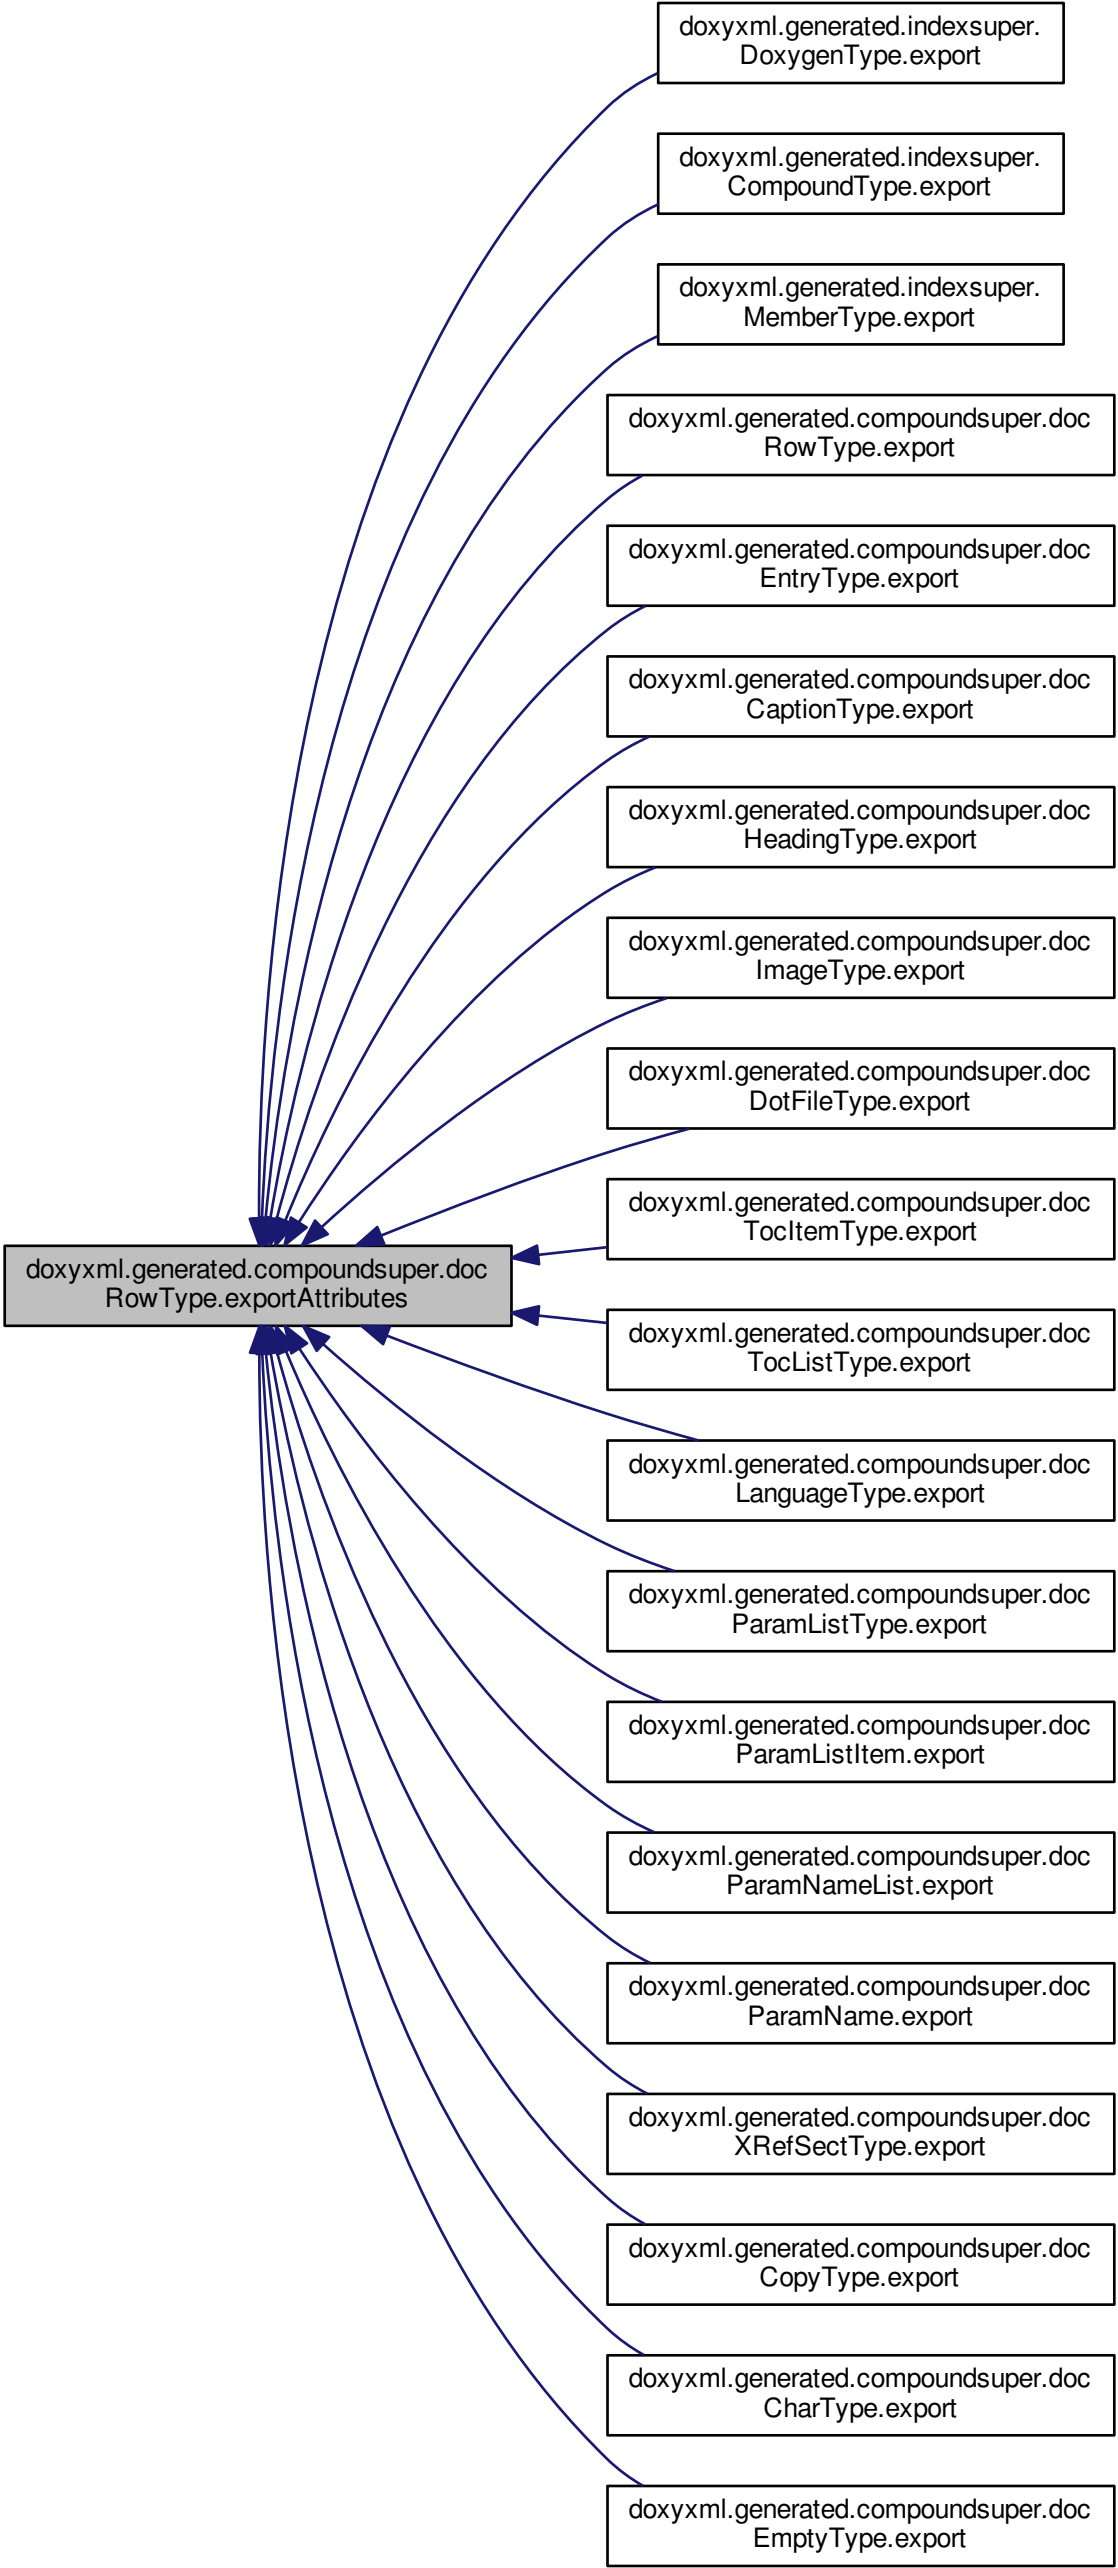 doxyxml.generated.indexsuper.
DoxygenType.export
doxyxml.generated.indexsuper.
CompoundType.export
doxyxml.generated.indexsuper.
MemberType.export
doxyxml.generated.compoundsuper.doc
RowType.export
doxyxml.generated.compoundsuper.doc
EntryType.export
doxyxml.generated.compoundsuper.doc
CaptionType.export
doxyxml.generated.compoundsuper.doc
HeadingType.export
doxyxml.generated.compoundsuper.doc
ImageType.export
doxyxml.generated.compoundsuper.doc
DotFileType.export
doxyxml.generated.compoundsuper.doc
TocItemType.export
doxyxml.generated.compoundsuper.doc
RowType.exportAttributes
doxyxml.generated.compoundsuper.doc
TocListType.export
doxyxml.generated.compoundsuper.doc
LanguageType.export
doxyxml.generated.compoundsuper.doc
ParamListType.export
doxyxml.generated.compoundsuper.doc
ParamListItem.export
doxyxml.generated.compoundsuper.doc
ParamNameList.export
doxyxml.generated.compoundsuper.doc
ParamName.export
doxyxml.generated.compoundsuper.doc
XRefSectType.export
doxyxml.generated.compoundsuper.doc
CopyType.export
doxyxml.generated.compoundsuper.doc
CharType.export
doxyxml.generated.compoundsuper.doc
EmptyType.export